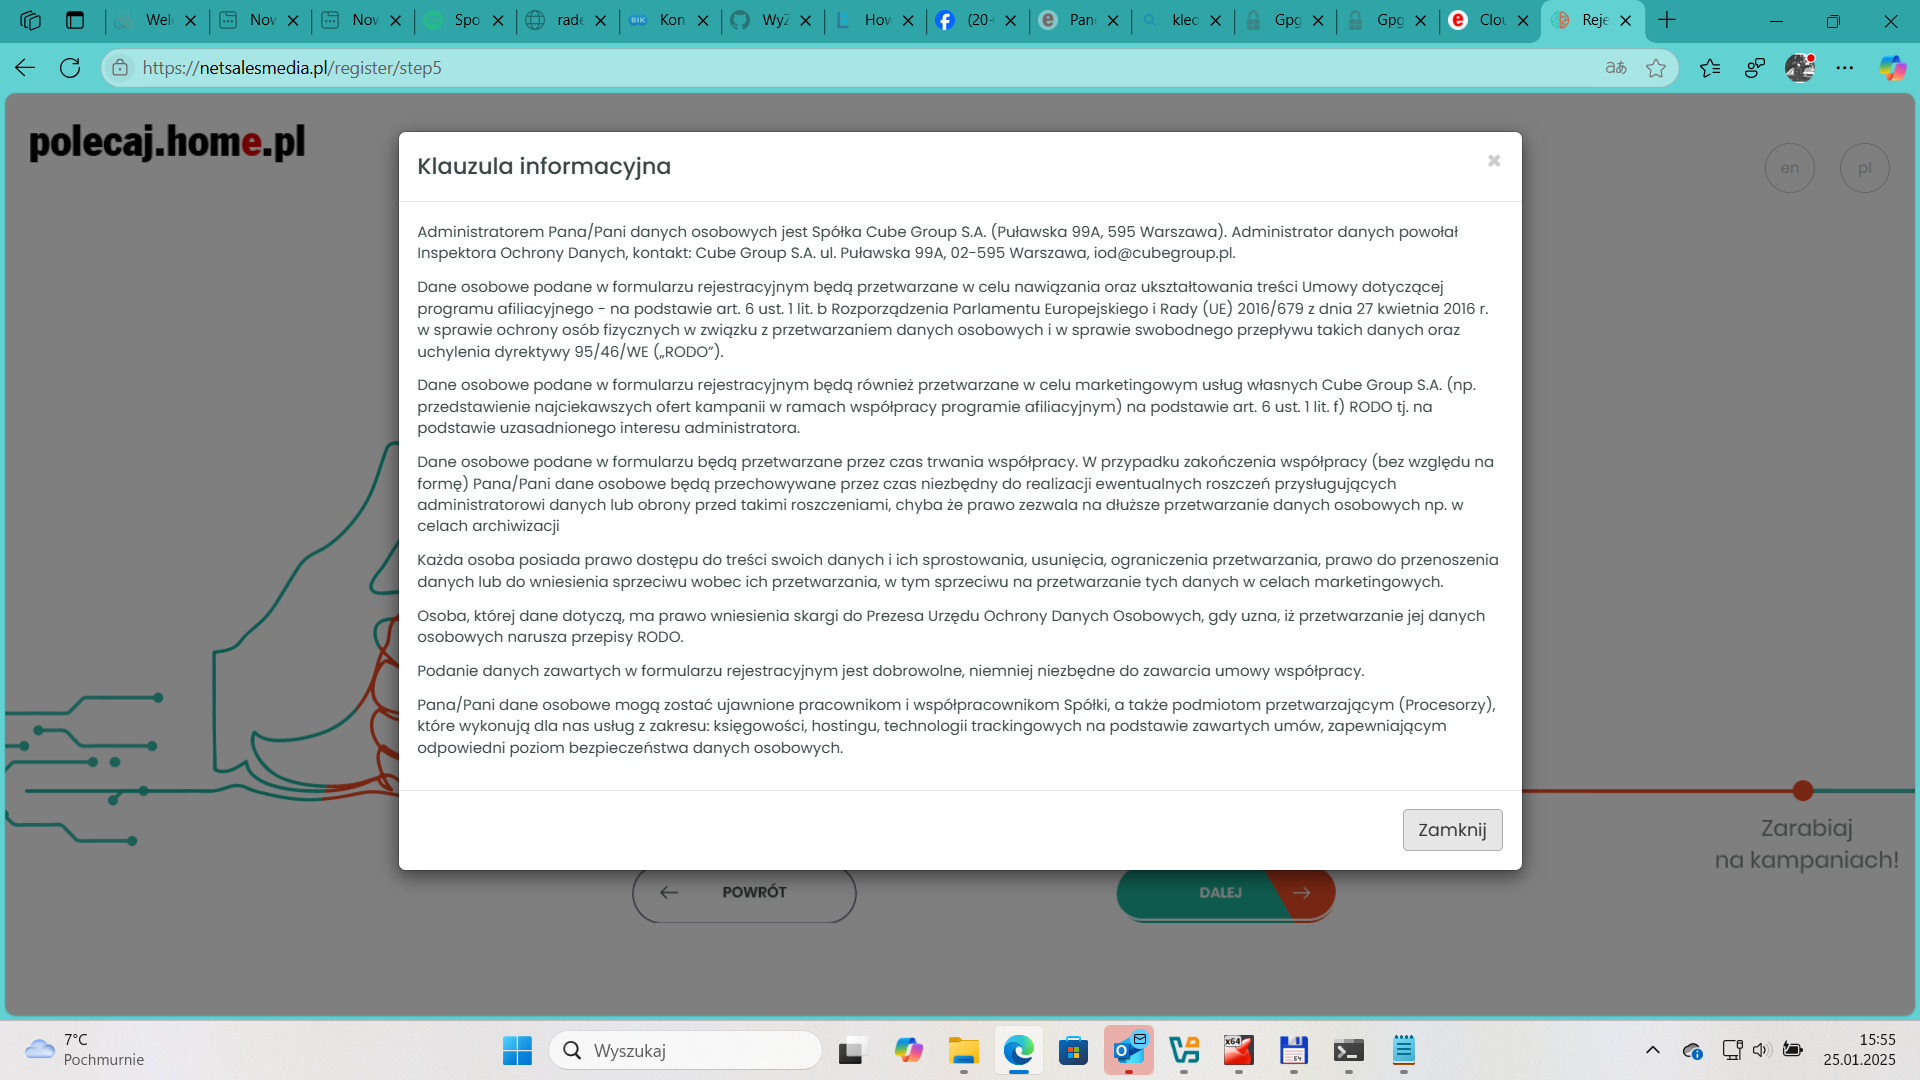 Wel
Nov
Nov
Spo
rade
Kon
WyZ
How
(20+
Pane
kleo
Gpg
Gpg
Clou
Reje
https://netsalesmedia.pl/register/step5
polecaj.home.pl
en
pl
Klauzula informacyjna
Administratorem Pana/Pani danych osobowych jest Spółka Cube Group S.A. (Puławska 99A, 595 Warszawa). Administrator danych powołał
Inspektora Ochrony Danych, kontakt: Cube Group S.A. ul. Puławska 99A, 02-595 Warszawa, iod@cubegroup.pl.
Dane osobowe podane w formularzu rejestracyjnym będą przetwarzane w celu nawiązania oraz ukształtowania treści Umowy dotyczącej
programu afiliacyjnego - na podstawie art. 6 ust. 1 lit. b Rozporządzenia Parlamentu Europejskiego i Rady (UE) 2016/679 z dnia 27 kwietnia 2016 r.
w sprawie ochrony osób fizycznych w związku z przetwarzaniem danych osobowych i w sprawie swobodnego przepływu takich danych oraz
uchylenia dyrektywy 95/46/WE („RODO”).
Dane osobowe podane w formularzu rejestracyjnym będą również przetwarzane w celu marketingowym usług własnych Cube Group S.A. (np.
przedstawienie najciekawszych ofert kampanii w ramach współpracy programie afiliacyjnym) na podstawie art. 6 ust. 1 lit. f) RODO tj. na
podstawie uzasadnionego interesu administratora.
Dane osobowe podane w formularzu będą przetwarzane przez czas trwania współpracy. W przypadku zakończenia współpracy (bez względu na
formę) Pana/Pani dane osobowe będą przechowywane przez czas niezbędny do realizacji ewentualnych roszczeń przysługujących
administratorowi danych lub obrony przed takimi roszczeniami, chyba że prawo zezwala na dłuższe przetwarzanie danych osobowych np. w
celach archiwizacji
Każda osoba posiada prawo dostępu do treści swoich danych i ich sprostowania, usunięcia, ograniczenia przetwarzania, prawo do przenoszenia
danych lub do wniesienia sprzeciwu wobec ich przetwarzania, w tym sprzeciwu na przetwarzanie tych danych w celach marketingowych.
Osoba, której dane dotyczą, ma prawo wniesienia skargi do Prezesa Urzędu Ochrony Danych Osobowych, gdy uzna, iż przetwarzanie jej danych
osobowych narusza przepisy RODO.
Podanie danych zawartych w formularzu rejestracyjnym jest dobrowolne, niemniej niezbędne do zawarcia umowy współpracy.
Pana/Pani dane osobowe mogą zostać ujawnione pracownikom i współpracownikom Spółki, a także podmiotom przetwarzającym (Procesorzy),
które wykonują dla nas usług z zakresu: księgowości, hostingu, technologii trackingowych na podstawie zawartych umów, zapewniającym
odpowiedni poziom bezpieczeństwa danych osobowych.
Zamknij
Zarabiaj
na kampaniach!
POWRÓT
DALEJ
7°C
Pochmurnie
Wyszukaj
15:55
25.01.2025